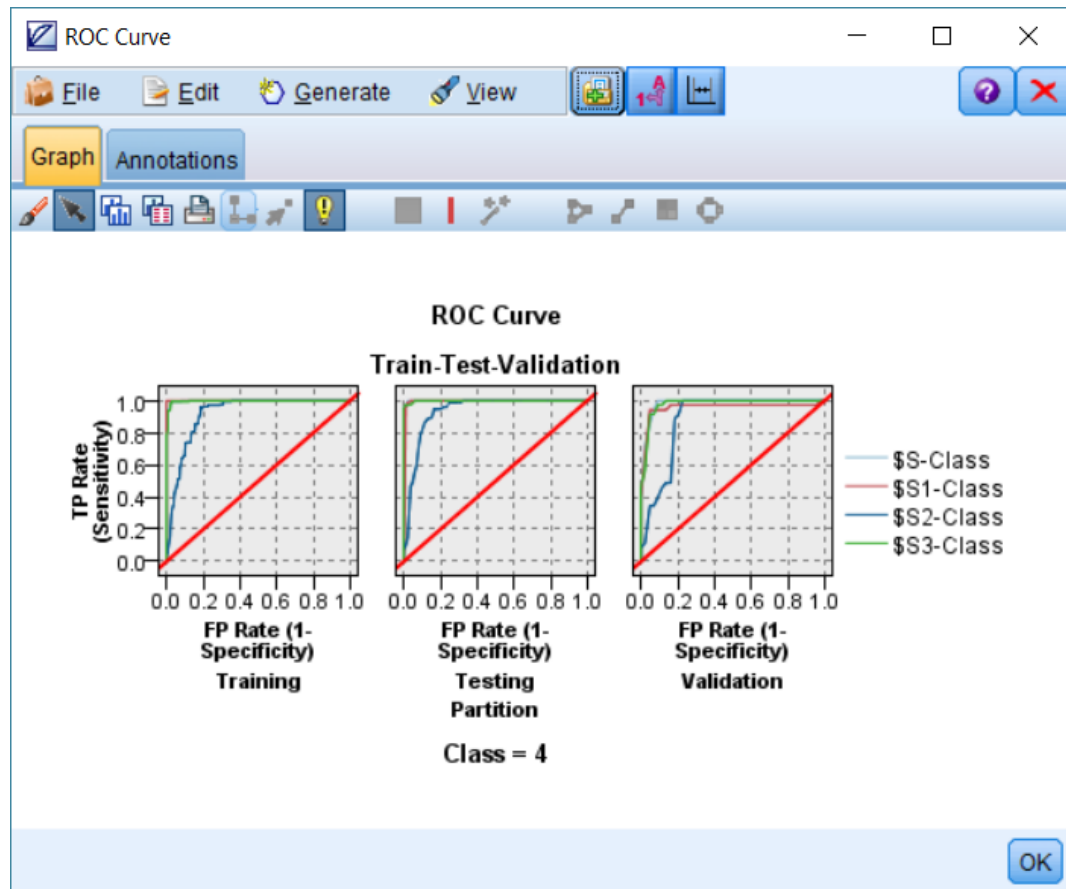 ROC Curve
File Edit Generate View
Graph Annotations
ROC Curve
Train-Test-Validation
TP Rate
(Sensitivity)
1.0
0.8
0.6
0.4
0.2
0.0
0.0 0.2 0.4 0.6 0.8 1.0
0.0 0.2 0.4 0.6 0.8 1.0
0.0 0.2 0.4 0.6 0.8 1.0
FP Rate (1-
Specificity)
Training
FP Rate (1-
Specificity)
Testing
FP Rate (1-
Specificity)
Validation
Partition
Class = 4
$S-Class
$S1-Class
$S2-Class
$S3-Class
OK